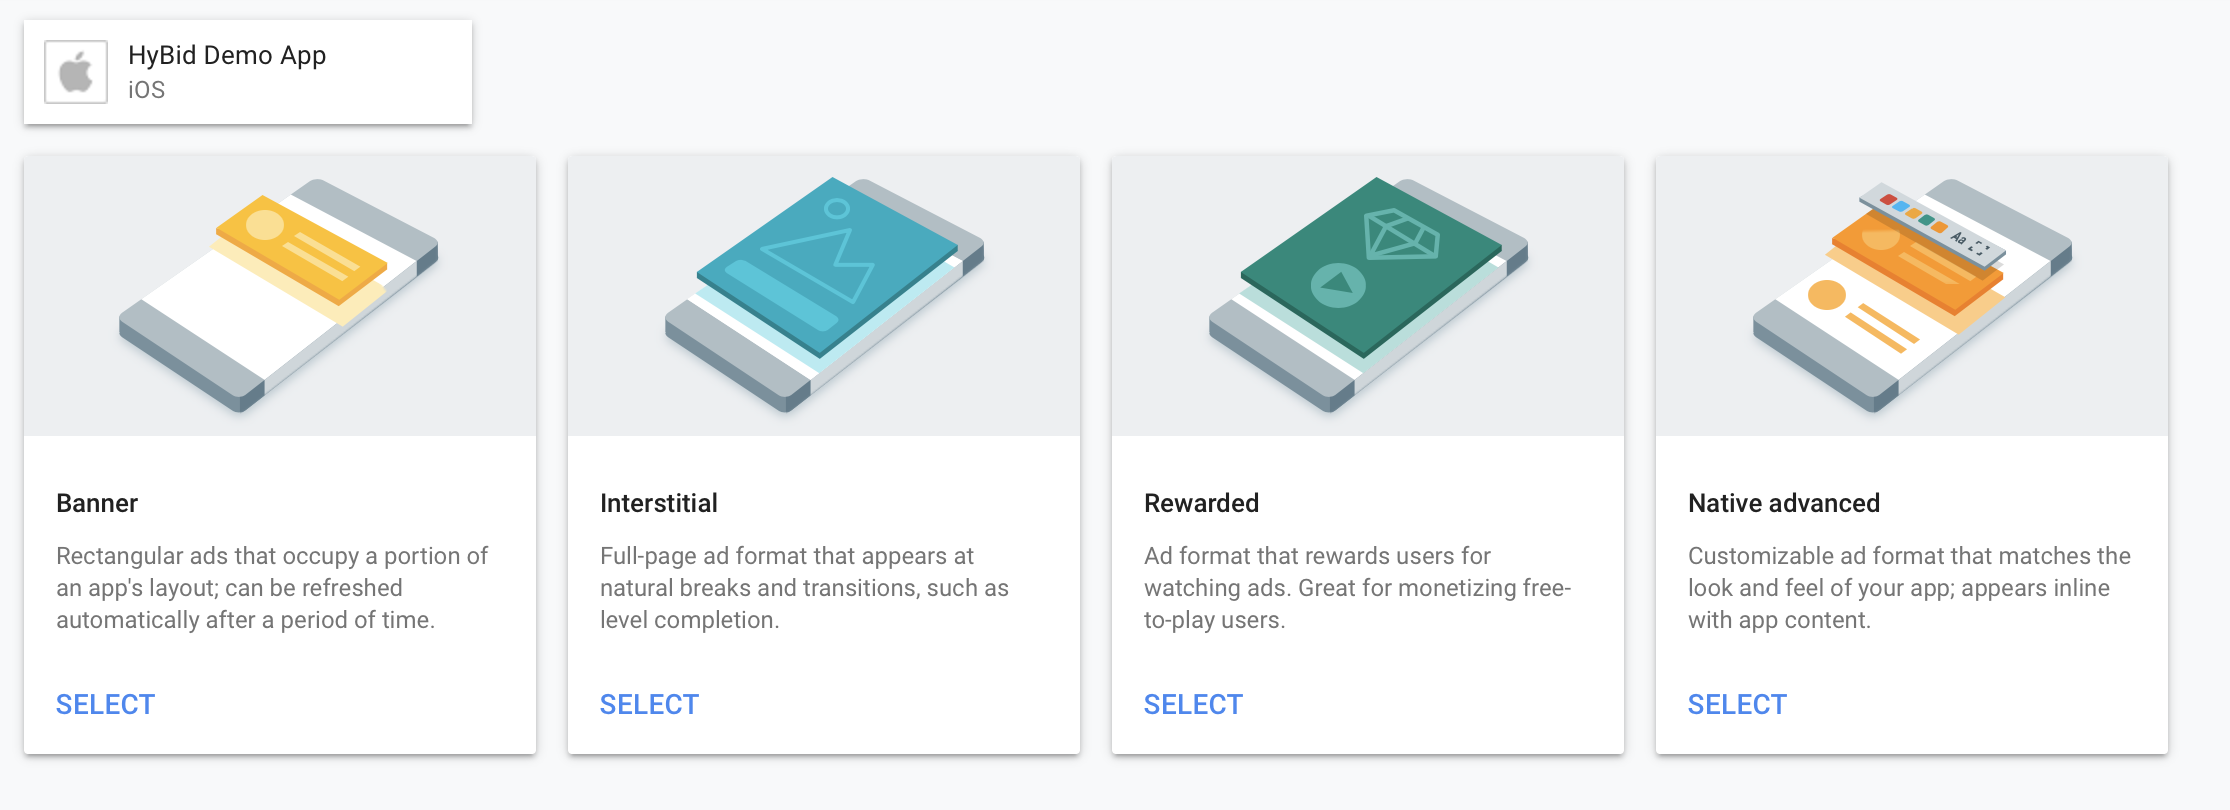 HyBid Demo App
iOS
Aa
Banner
Rectangular ads that occupy a portion of
an app's layout; can be refreshed
automatically after a period of time.
SELECT
Interstitial
Full-page ad format that appears at
natural breaks and transitions, such as
level completion.
SELECT
Rewarded
Ad format that rewards users for
watching ads. Great for monetizing free-
to-play users.
SELECT
Native advanced
Customizable ad format that matches the
look and feel of your app; appears inline
with app content.
SELECT